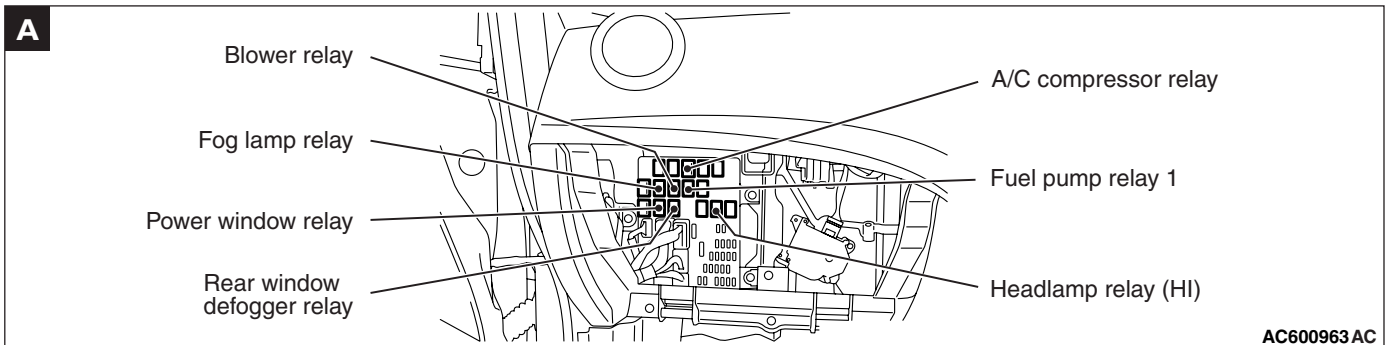 A
Blower relay
Fog lamp relay
Power window relay
Rear window
defogger relay
A/C compressor relay
Fuel pump relay 1
Headlamp relay (HI)
AC600963AC